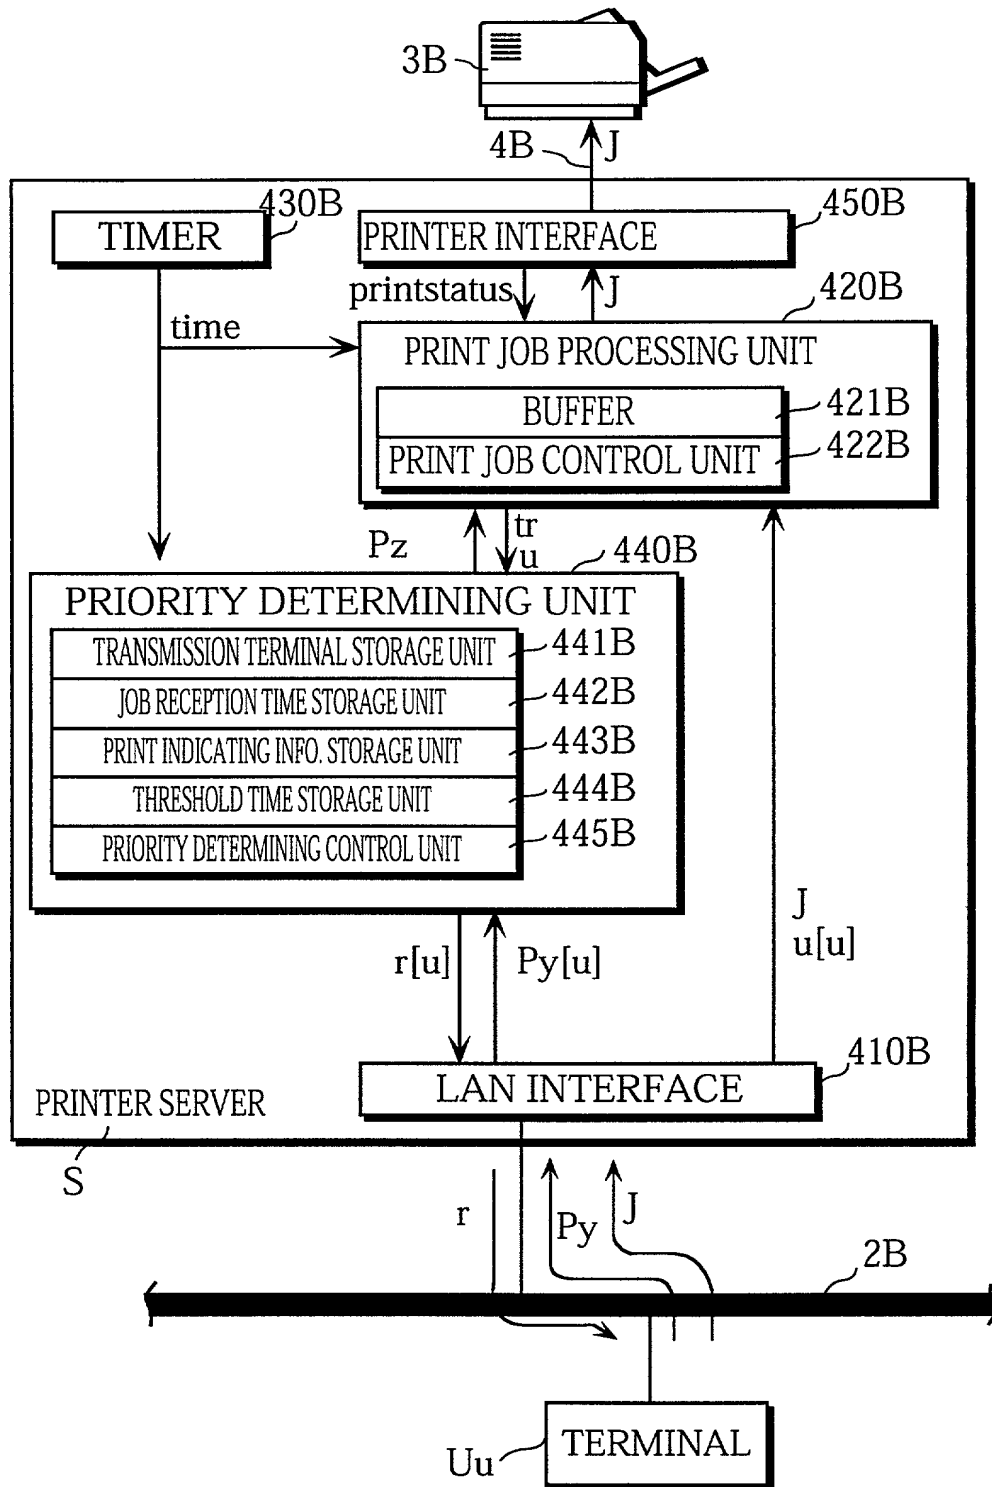 3B
4B
J
430B
TIMER
450B
PRINTER INTERFACE
printstatus
J
420B
time
PRINT JOB PROCESSING UNIT
BUFFER
421B
PRINT JOB CONTROL UNIT
422B
Pz
tr
u
440B
PRIORITY DETERMINING UNIT
TRANSMISSION TERMINAL STORAGE UNIT
441B
JOB RECEPTION TIME STORAGE UNIT
442B
PRINT INDICATING INFO. STORAGE UNIT
443B
THRESHOLD TIME STORAGE UNIT
444B
PRIORITY DETERMINING CONTROL UNIT
445B
r[u]
Py[u]
J
u[u]
LAN INTERFACE
410B
PRINTER SERVER
S
r
Py
J
2B
TERMINAL
Uu